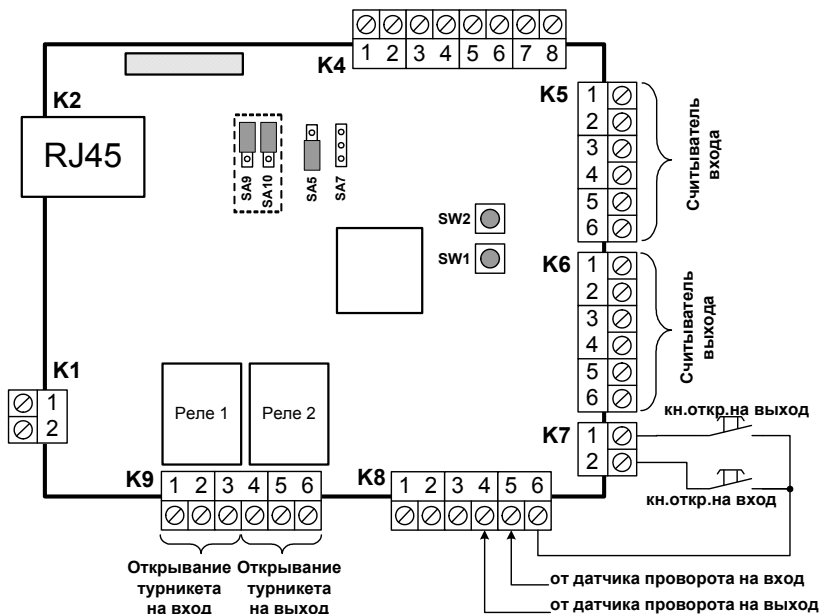 K4
1 2 3 4 5 6 7 8
K2
RJ45
SA9
SA10
SA5
SA7
SW2
SW1
K5
1
2
3
4
5
6
Считыватель
входа
K6
1
2
3
4
5
6
Считыватель
выхода
K1
1
2
Реле 1
Реле 2
K7
1
2
кн.откр.на выход
кн.откр.на вход
K9
1 2 3 4 5 6
K8
1 2 3 4 5 6
Открывание
турникета
на вход
Открывание
турникета
на выход
от датчика проворота на вход
от датчика проворота на выход